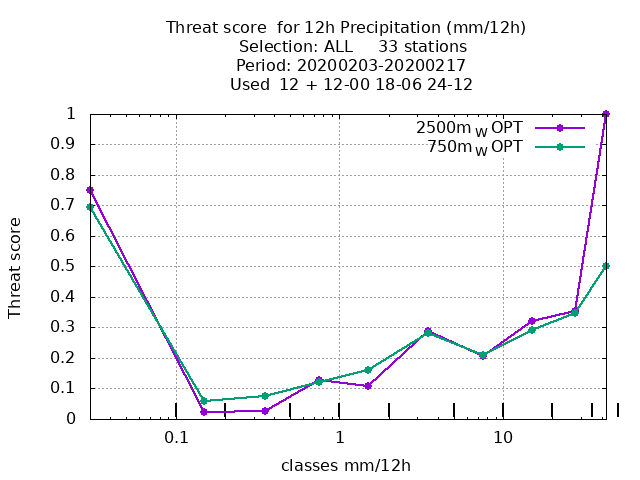 Threat score  for 12h Precipitation (mm/12h)
Selection: ALL     33 stations
Period: 20200203-20200217
Used  12 + 12-00 18-06 24-12
2500m W OPT
750m W OPT
Threat score
1
0.9
0.8
0.7
0.6
0.5
0.4
0.3
0.2
0.1
0
0.1 1 10
classes mm/12h